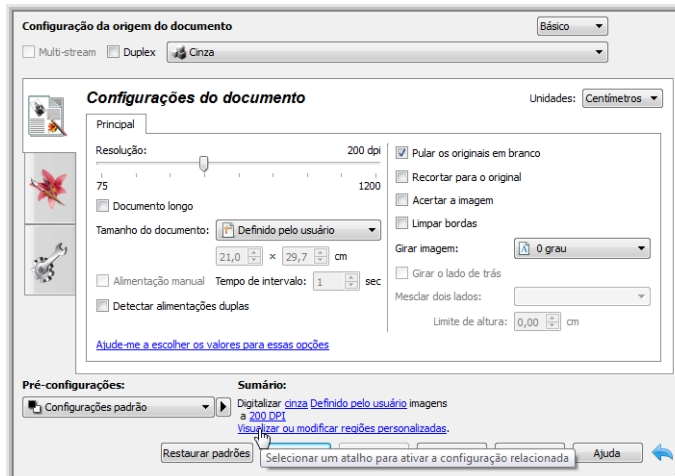 Configuração da origem do documento
Básico
Multi-stream Duplex Cinza
Configurações do documento
Unidades: Centímetros
Principal
Resolução: 200 dpi
75 1200
Documento longo
Tamanho do documento: Definido pelo usuário
21,0 × 29,7 cm
Alimentação manual Tempo de intervalo: 1 sec
Detectar alimentações duplas
Ajude-me a escolher os valores para essas opções
Pular os originais em branco
Recortar para o original
Acertar a imagem
Limpar bordas
Girar imagem: 0 grau
Girar o lado de trás
Mesclar dois lados:
Limite de altura: 0,00 cm
Pré-configurações:
Configurações padrão
Sumário:
Digitalizar cinza Definido pelo usuário imagens
a 200 DPI
Visualizar ou modificar regiões personalizadas.
Restaurar padrões
Selecionar um atalho para ativar a configuração relacionada
Ajuda